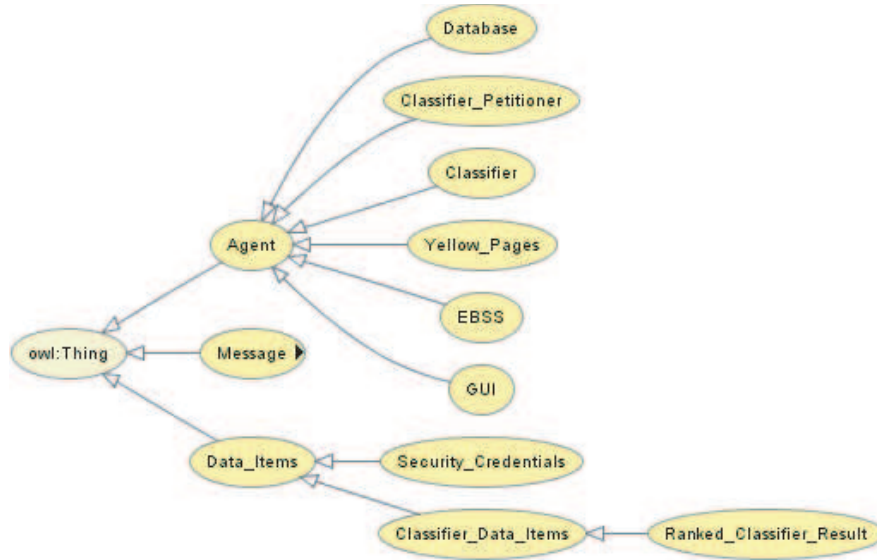 Database
Classifier_Petitioner
Classifier
Agent
Yellow_Pages
EBSS
owl:Thing
Message
GUI
Data_Items
Security_Credentials
Classifier_Data_Items
Ranked_Classifier_Result